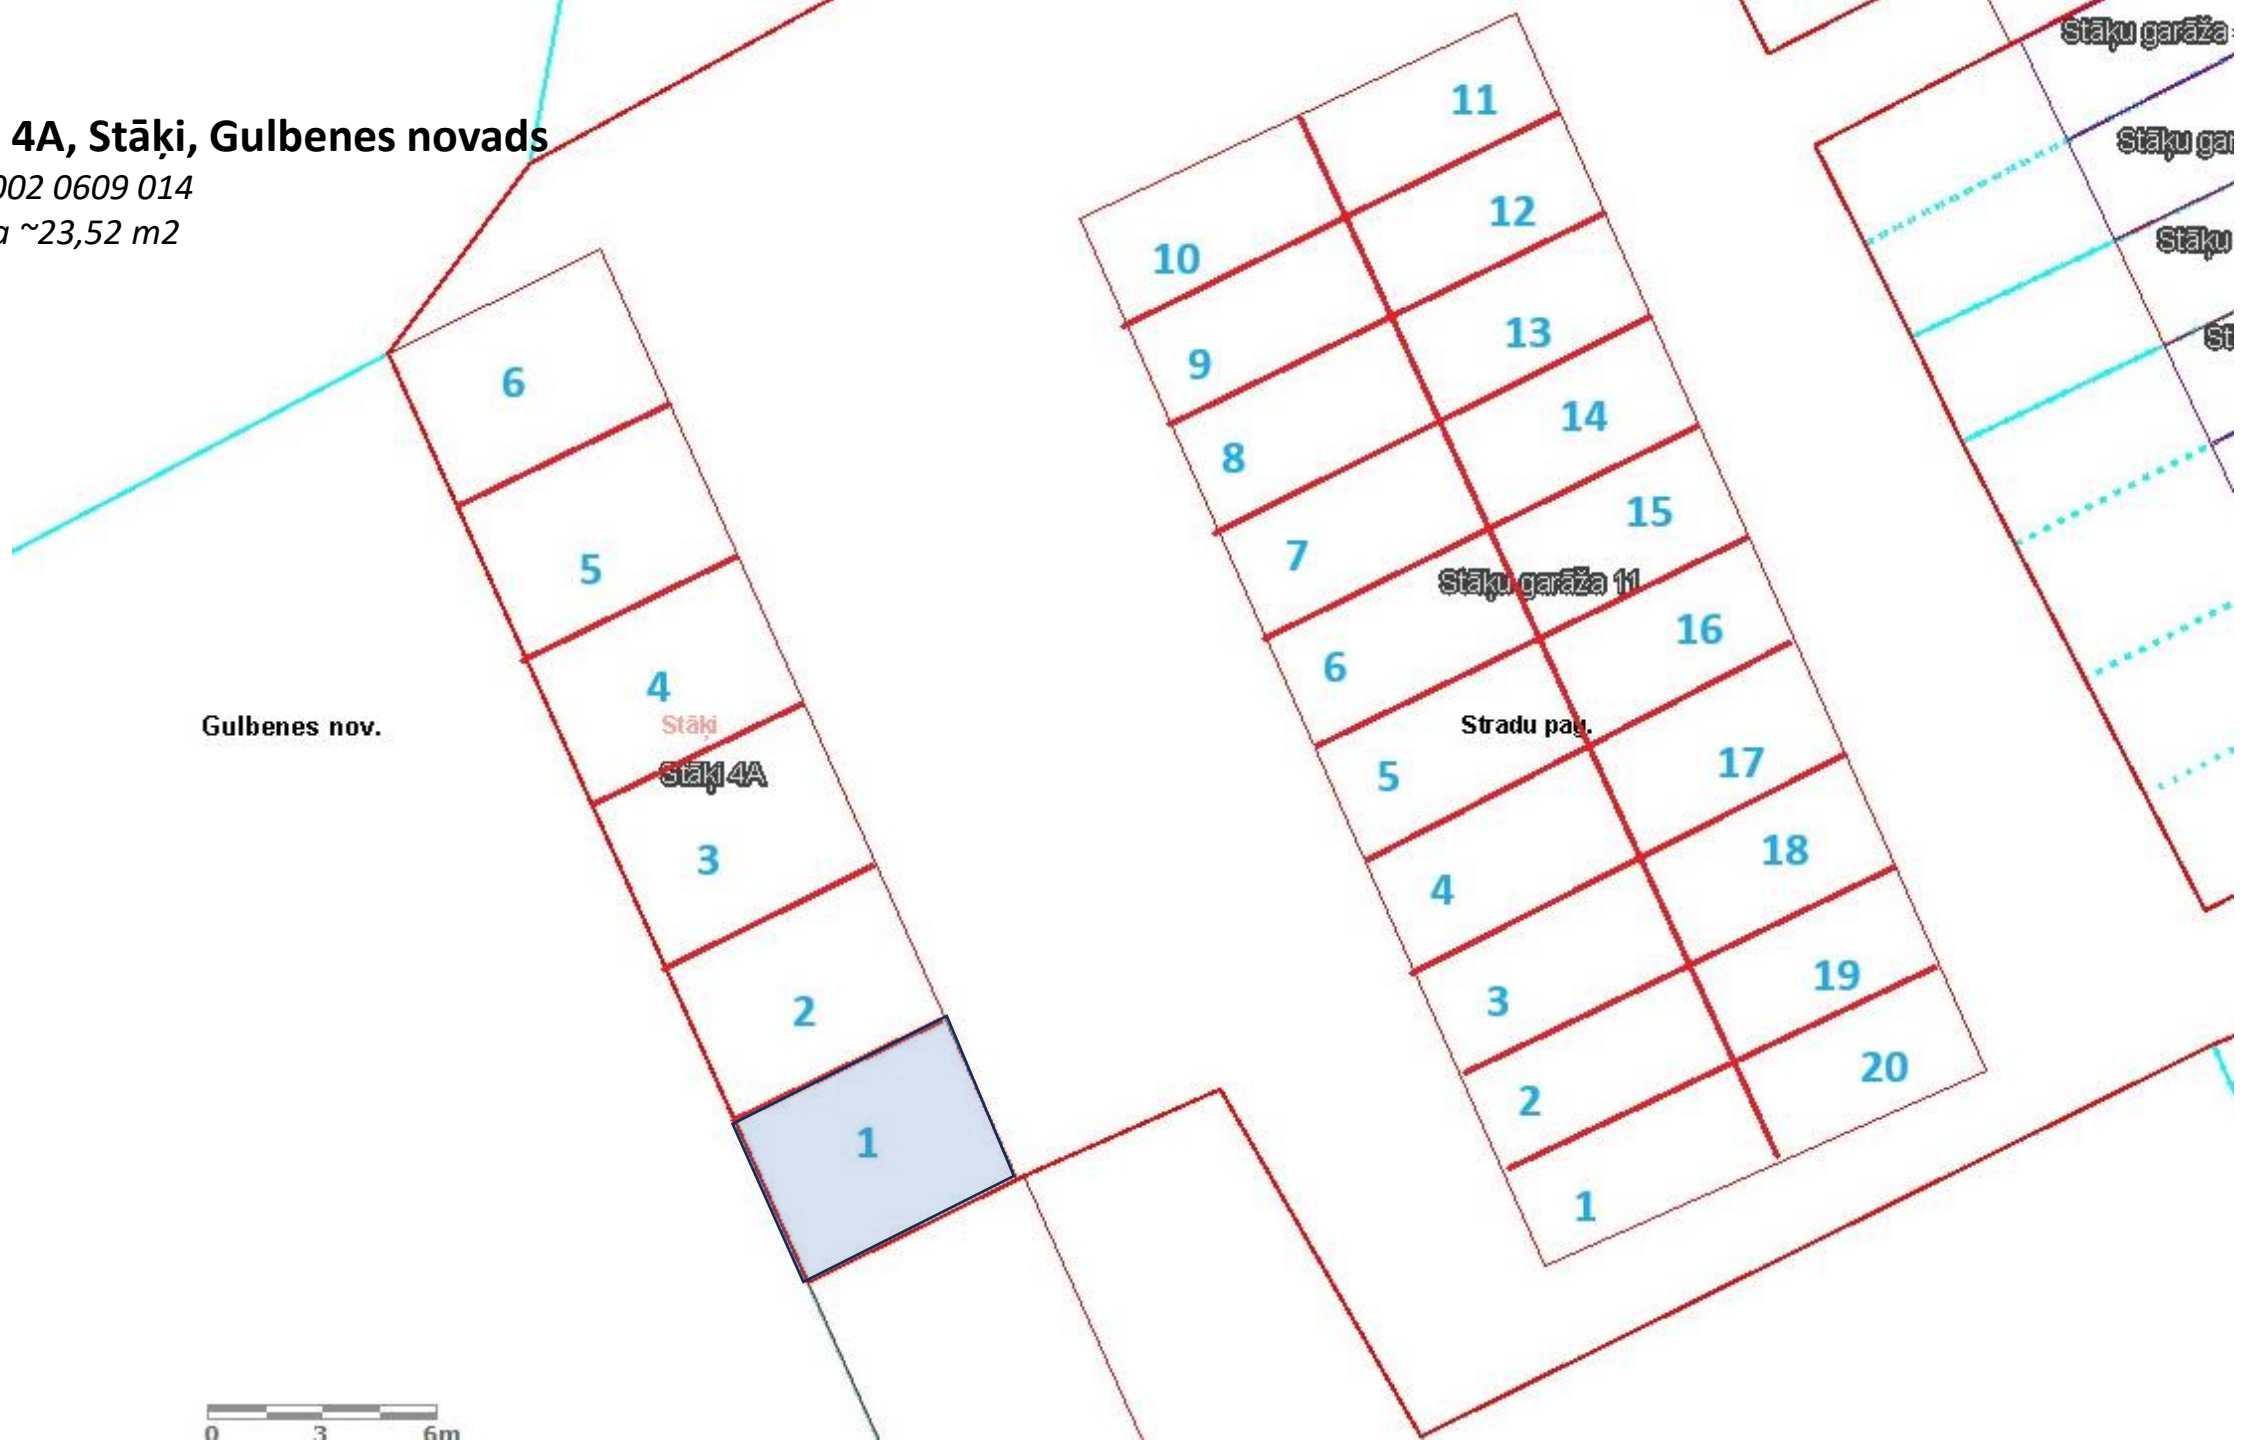 4A, Stāķi, Gulbenes novads
002 0609 014
a ~23,52 m2
Stāķu garāža
Stāķu gar
Stāķu
St
11
12
13
14
15
16
17
18
19
20
10
9
8
7
6
5
4
3
2
1
Stāķu garāža 11
Stradu pag.
6
5
4
3
2
1
Stāķi
Stāķi 4A
Gulbenes nov.
0 3 6m